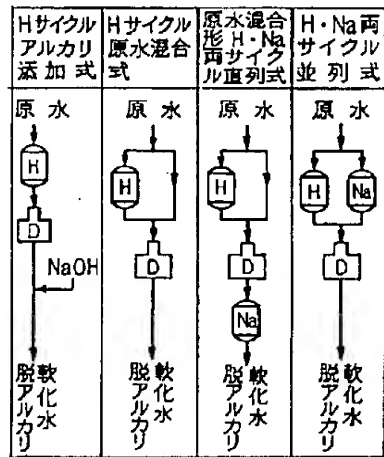 Hサイクル
アルカリ
添加式
原水
H
D
NaOH
脱アルカリ
軟化水
Hサイクル
原水混合
式
原水
H
D
脱アルカリ
軟化水
原水混合
形H・Na
両サイク
ル直列式
原水
H
D
Na
脱アルカリ
軟化水
H・Na両
サイクル
並列式
原水
H
Na
D
脱アルカリ
軟化水